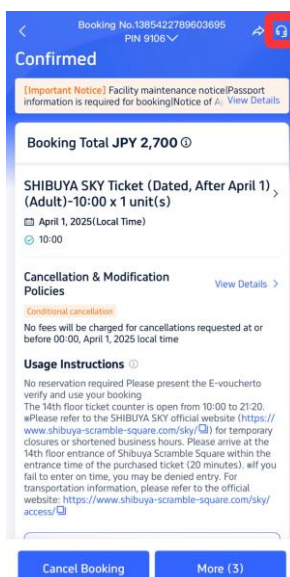 Booking No.1385422789603695
PIN 9106
Confirmed
[Important Notice] Facility maintenance notice|Passport
information is required for booking|Notice of A, View Details
Booking Total JPY 2,700
SHIBUYA SKY Ticket (Dated, After April 1)
(Adult)-10:00 x 1 unit(s)
April 1, 2025(Local Time)
10:00
Cancellation & Modification
Policies
View Details
Conditional cancellation
No fees will be charged for cancellations requested at or
before 00:00, April 1, 2025 local time
Usage Instructions
No reservation required Please present the E-voucherto
verify and use your booking
The 14th floor ticket counter is open from 10:00 to 21:20.
※Please refer to the SHIBUYA SKY official website (https://
www.shibuya-scramble-square.com/sky/) for temporary
closures or shortened business hours. Please arrive at the
14th floor entrance of Shibuya Scramble Square within the
entrance time of the purchased ticket (20 minutes). ※If you
fail to enter on time, you may be denied entry. For
transportation information, please refer to the official
website: https://www.shibuya-scramble-square.com/sky/
access/
Cancel Booking
More (3)